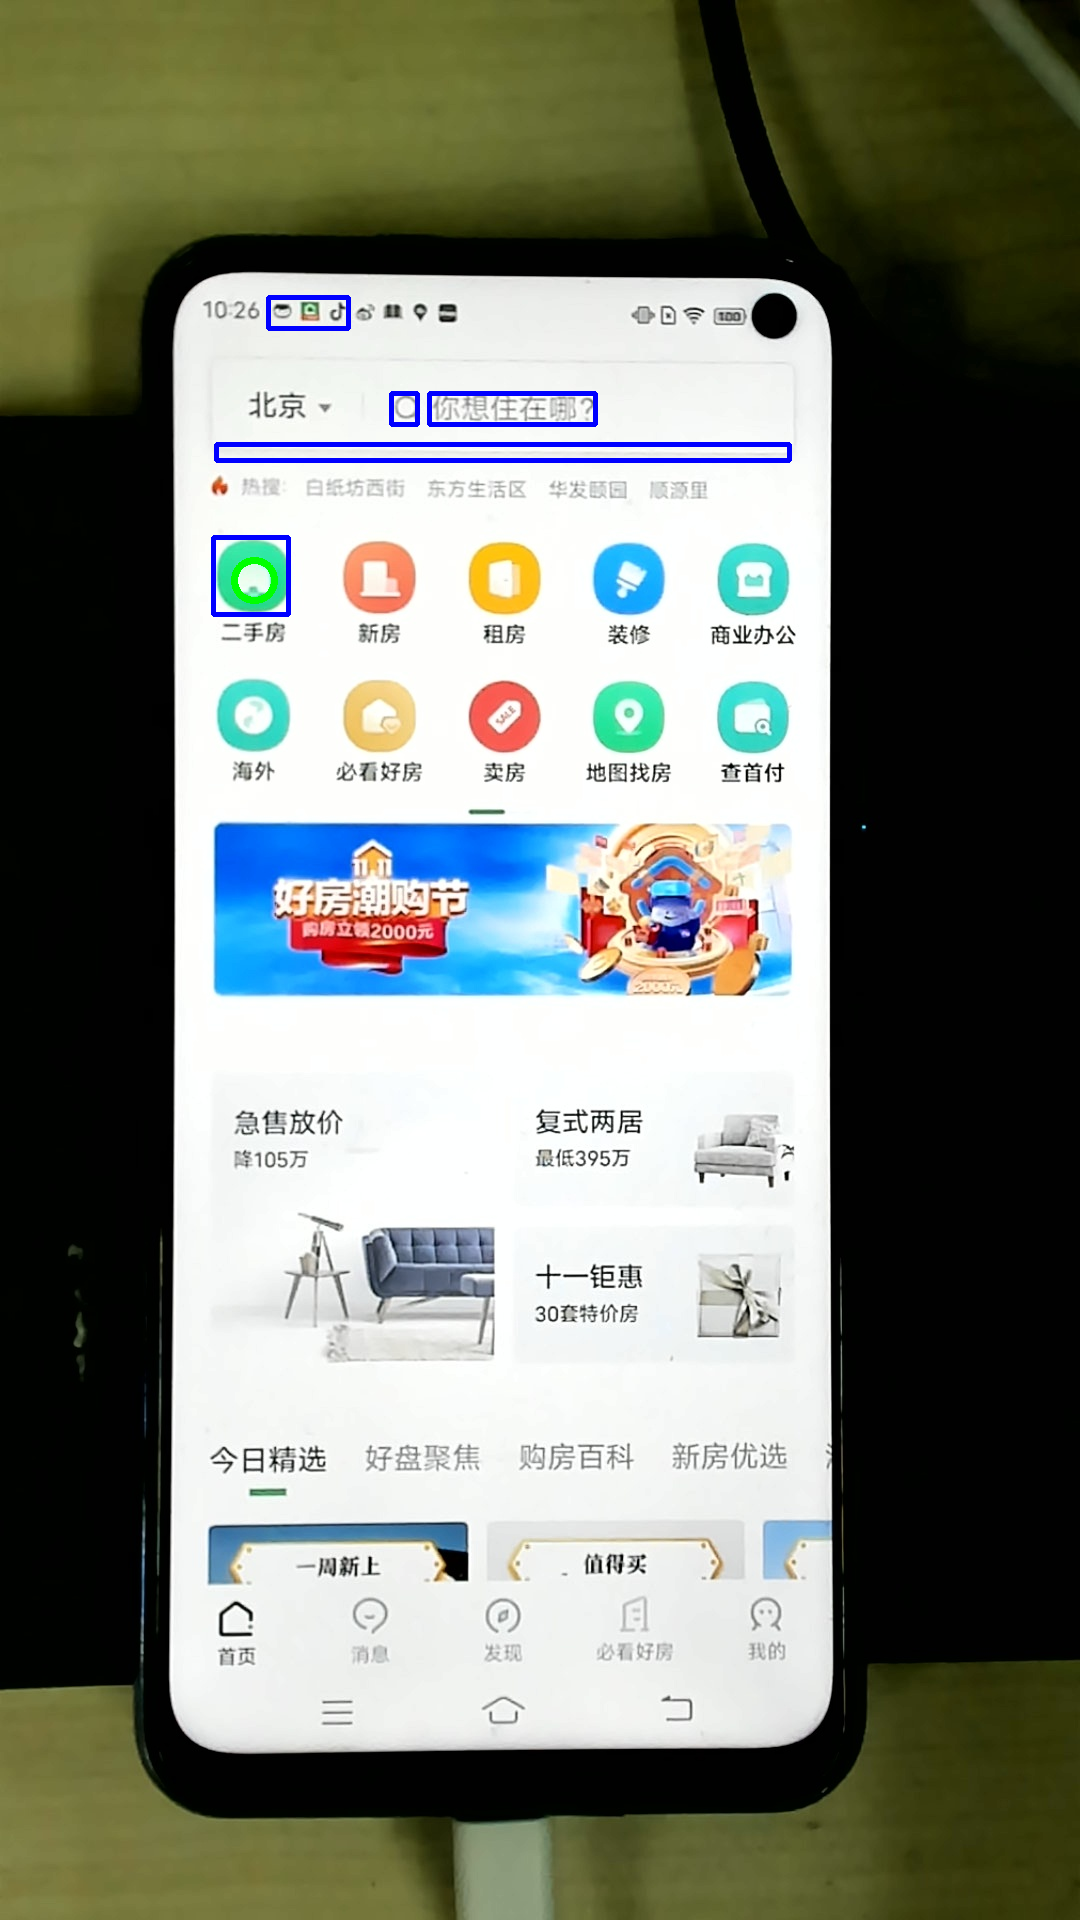 10:26
100
北京
你想住在哪?
热搜: 白纸坊西街 东方生活区 华发颐园 顺源里
二手房 新房 租房 装修 商业办公
海外 必看好房 卖房 SALE 地图找房 查首付
11 11
好房潮购节
购房立领2000元
急售放价
降105万
复式两居
最低395万
十一钜惠
30套特价房
今日精选 好盘聚焦 购房百科 新房优选
一周新上 值得买
首页 消息 发现 必看好房 我的